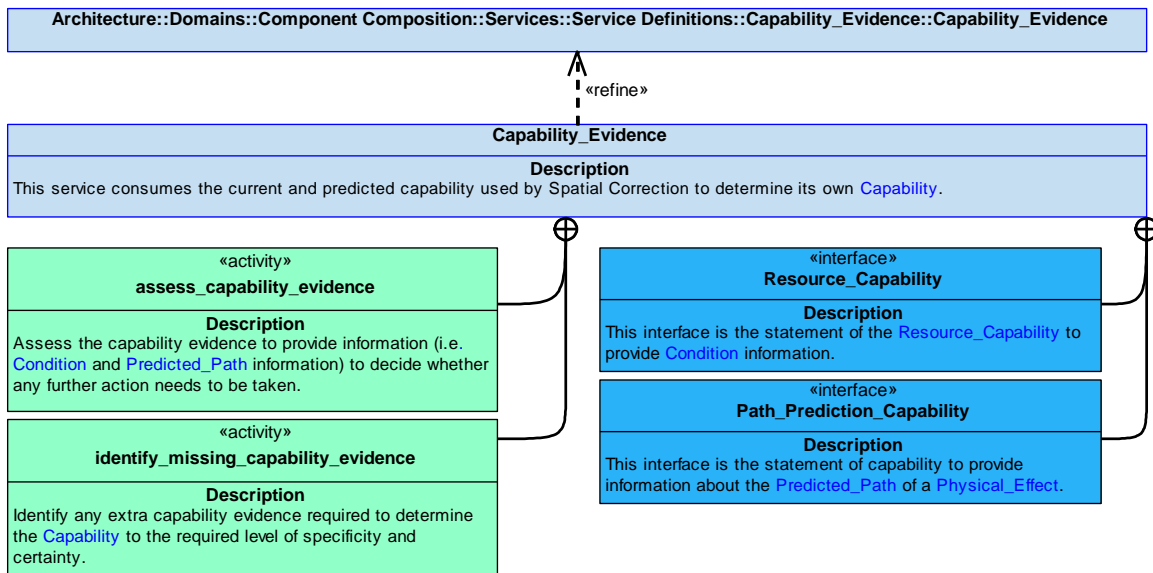 Architecture::Domains::Component Composition::Services::Service Definitions::Capability_Evidence::Capability_Evidence
«refine»
Capability_Evidence
Description
This service consumes the current and predicted capability used by Spatial Correction to determine its own Capability.
«activity»
assess_capability_evidence
Description
Assess the capability evidence to provide information (i.e.
Condition and Predicted_Path information) to decide whether
any further action needs to be taken.
«activity»
identify_missing_capability_evidence
Description
Identify any extra capability evidence required to determine
the Capability to the required level of specificity and
certainty.
«interface»
Resource_Capability
Description
This interface is the statement of the Resource_Capability to
provide Condition information.
«interface»
Path_Prediction_Capability
Description
This interface is the statement of capability to provide
information about the Predicted_Path of a Physical_Effect.